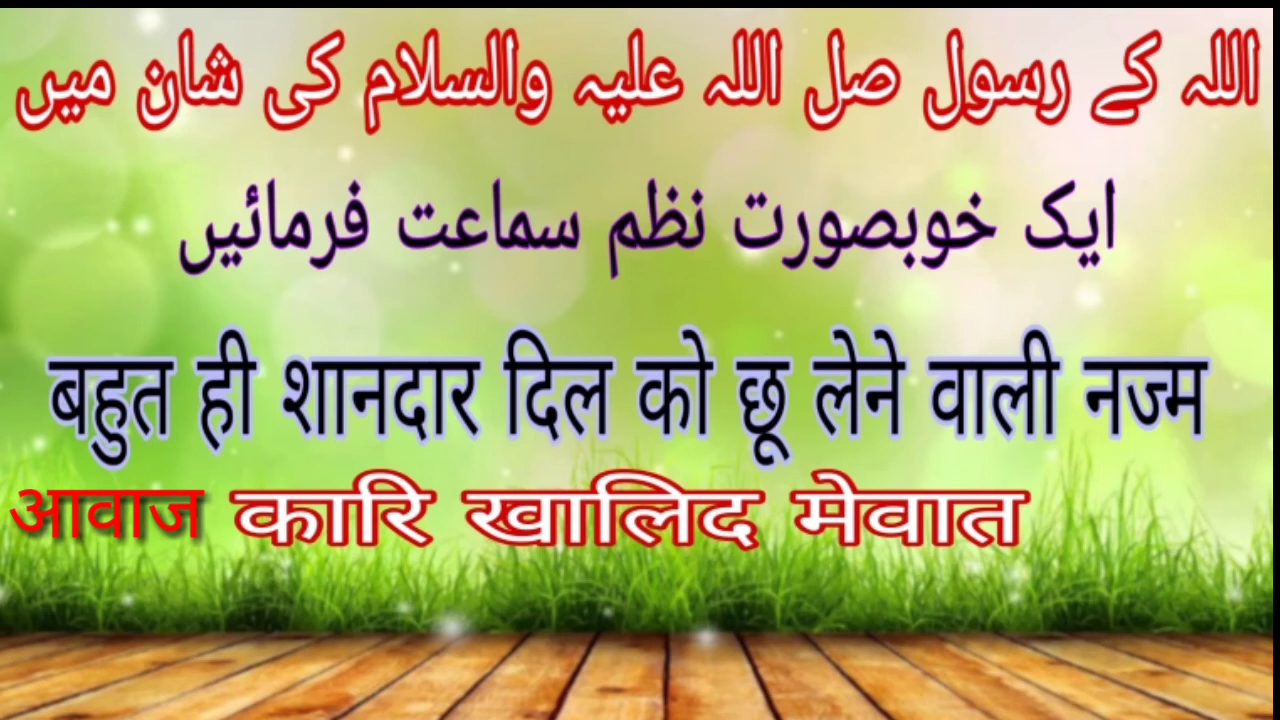 اللہ کے رسول صل اللہ علیہ والسلام کی شان میں
ایک خوبصورت نظم سماعت فرمائیں
बहुत ही शानदार दिल को छू लेने वाली नज्म
आवाज कारि खालिद मेवात